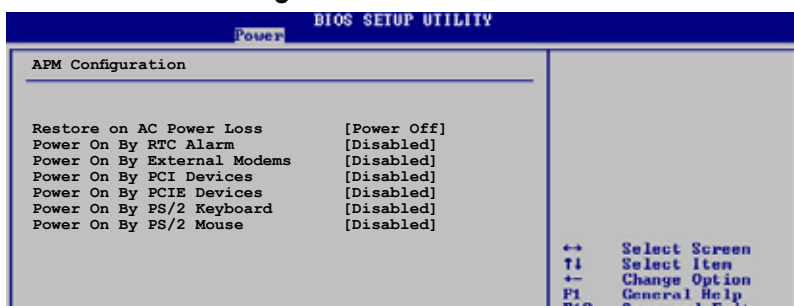 BIOS SETUP UTILITY
Power
APM Configuration
Restore on AC Power Loss [Power Off]
Power On By RTC Alarm [Disabled]
Power On By External Modems [Disabled]
Power On By PCI Devices [Disabled]
Power On By PCIE Devices [Disabled]
Power On By PS/2 Keyboard [Disabled]
Power On By PS/2 Mouse [Disabled]
↔ Select Screen
↑↓ Select Item
+- Change Option
F1 General Help